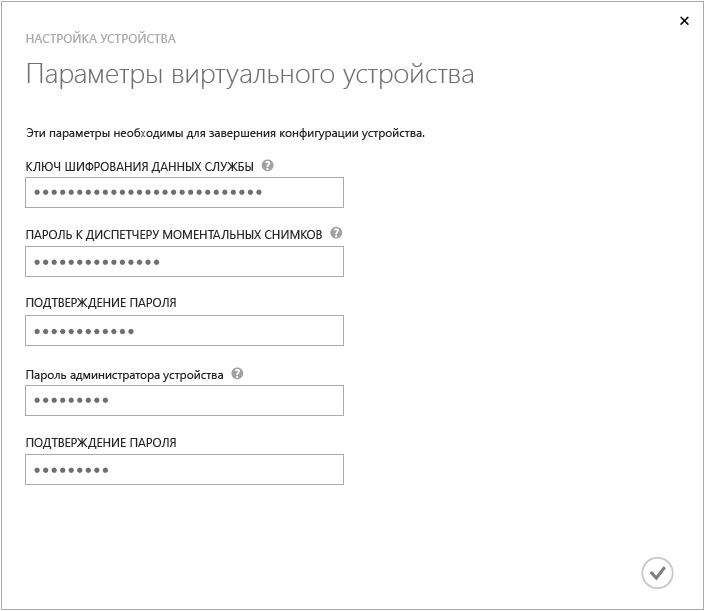 НАСТРОЙКА УСТРОЙСТВА
Параметры виртуального устройства
Эти параметры необходимы для завершения конфигурации устройства.
КЛЮЧ ШИФРОВАНИЯ ДАННЫХ СЛУЖБЫ ?
●●●●●●●●●●●●●●●●●●●●●●●●●●●
ПАРОЛЬ К ДИСПЕТЧЕРУ МОМЕНТАЛЬНЫХ СНИМКОВ ?
●●●●●●●●●●●●●●●
ПОДТВЕРЖДЕНИЕ ПАРОЛЯ
●●●●●●●●●●●●
Пароль администратора устройства ?
●●●●●●●●●
ПОДТВЕРЖДЕНИЕ ПАРОЛЯ
●●●●●●●●●